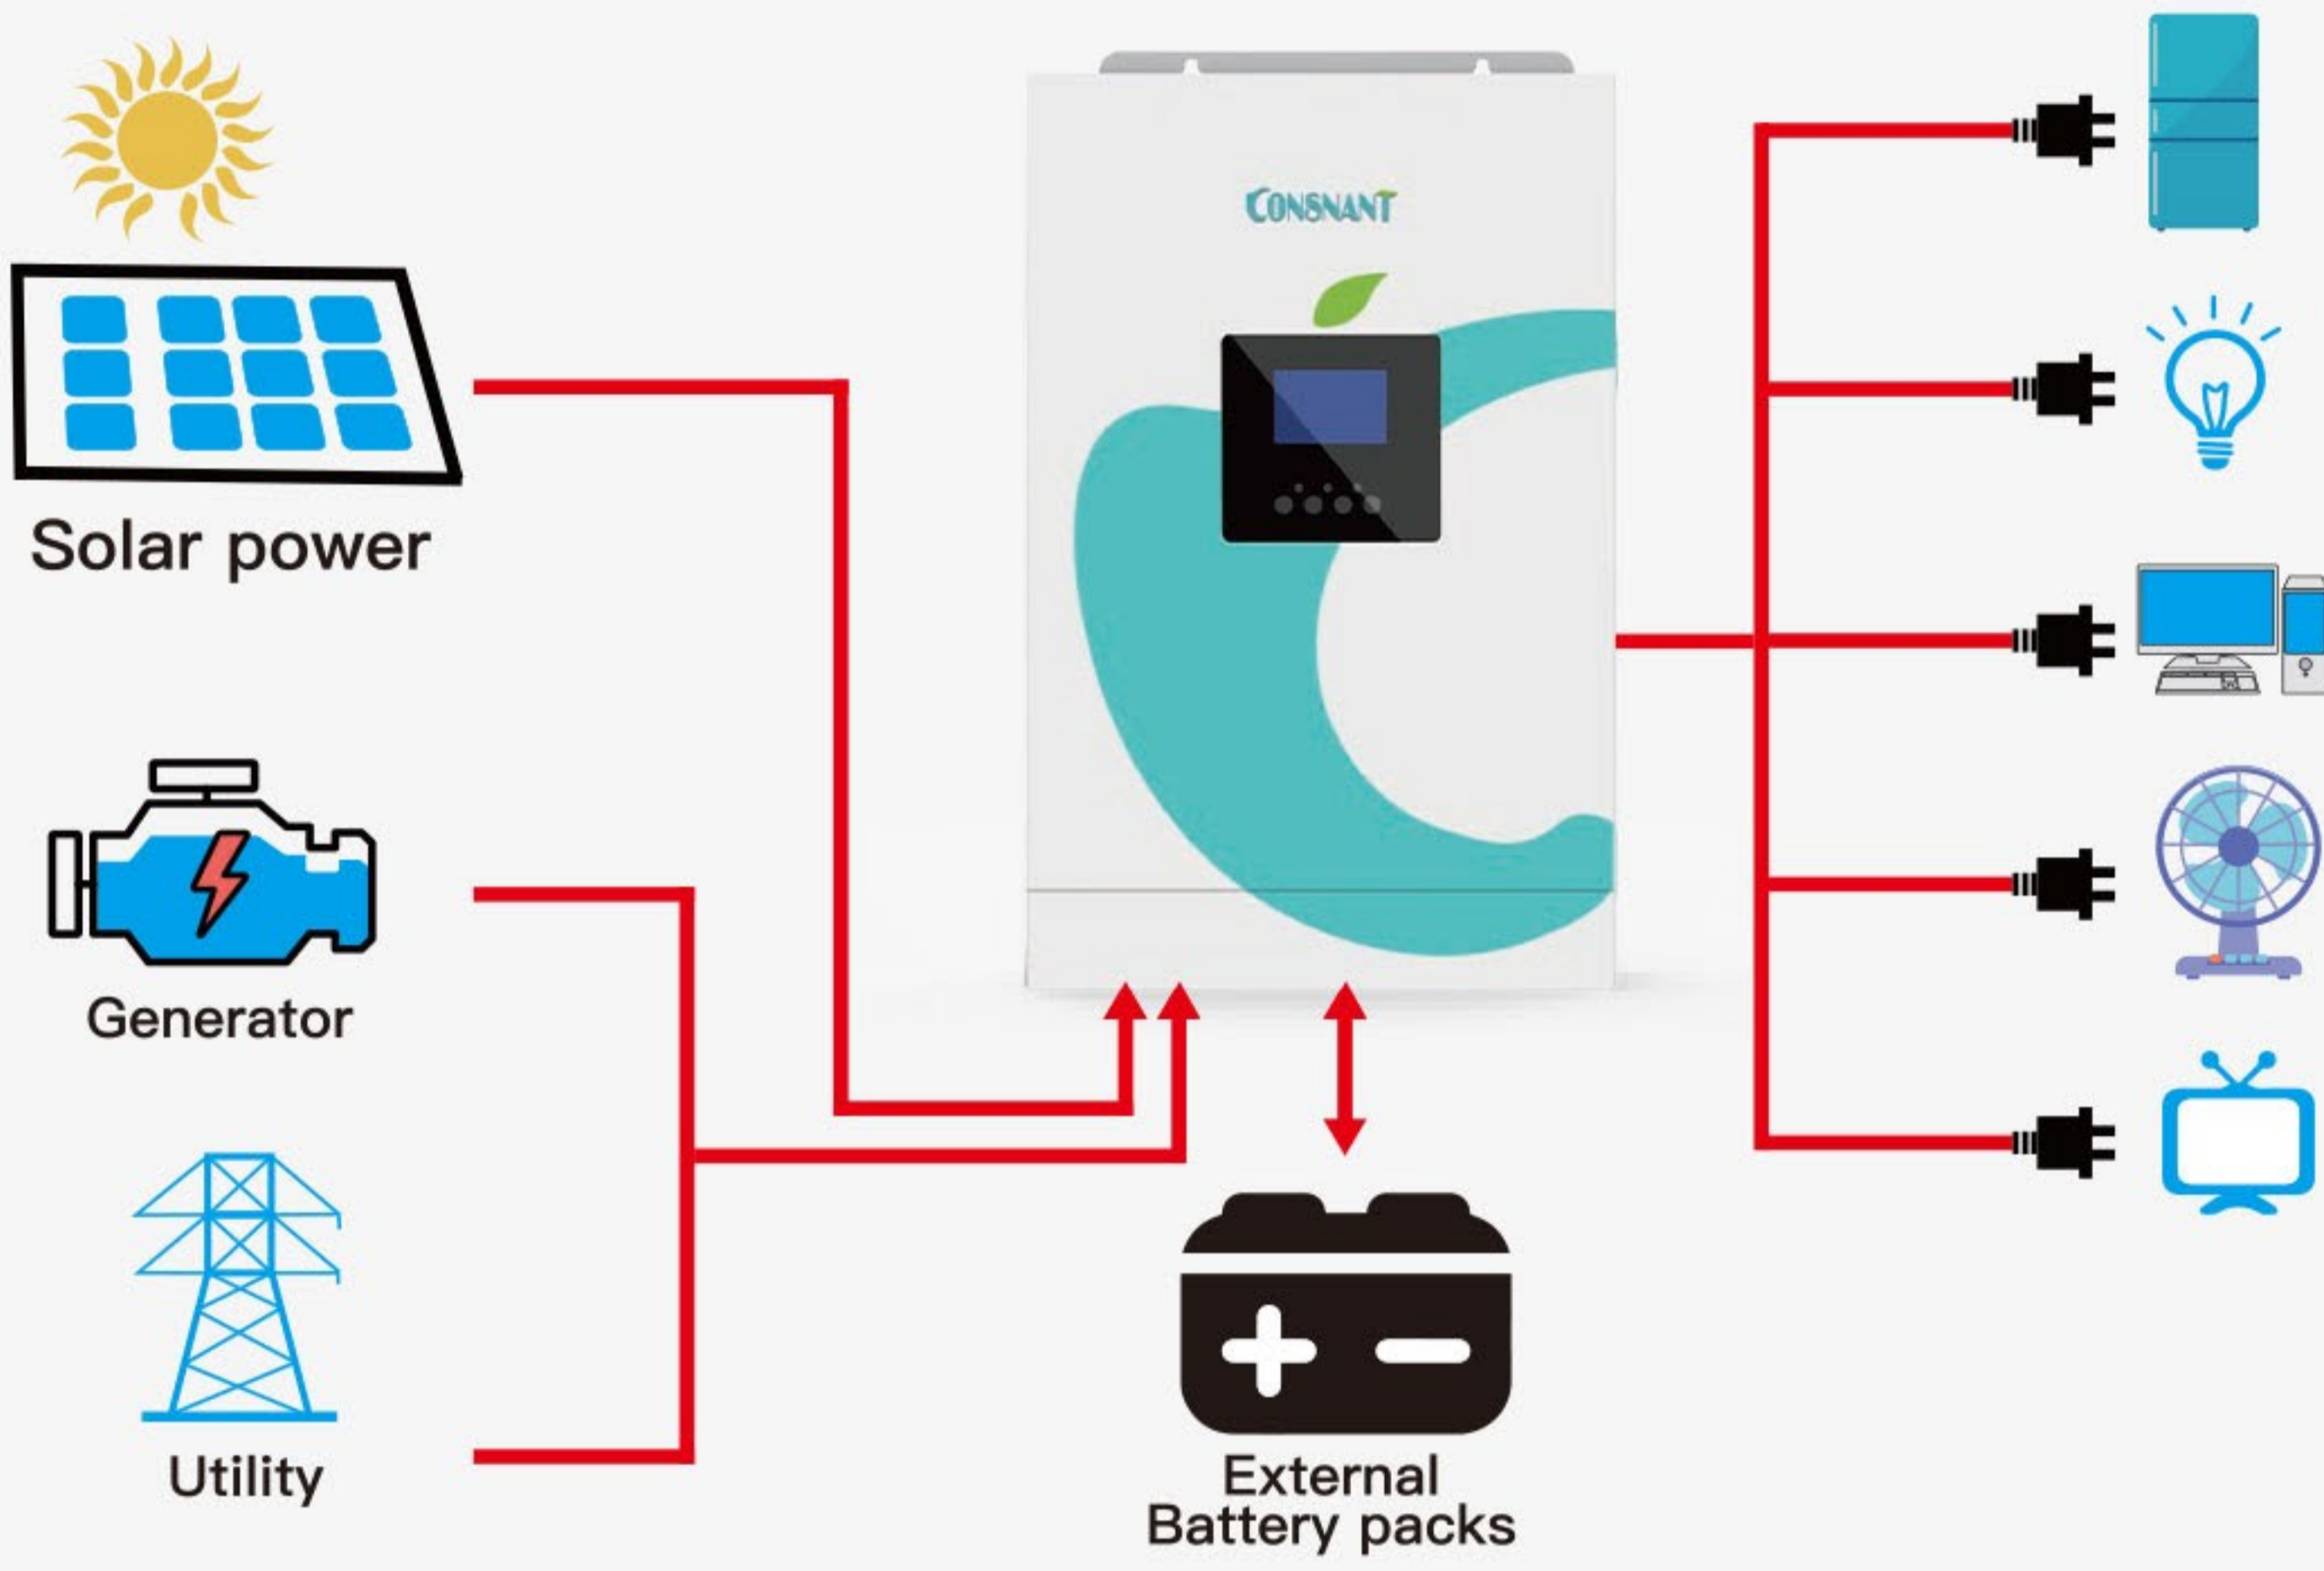 CONSNANT
Solar power
Generator
Utility
External
Battery packs